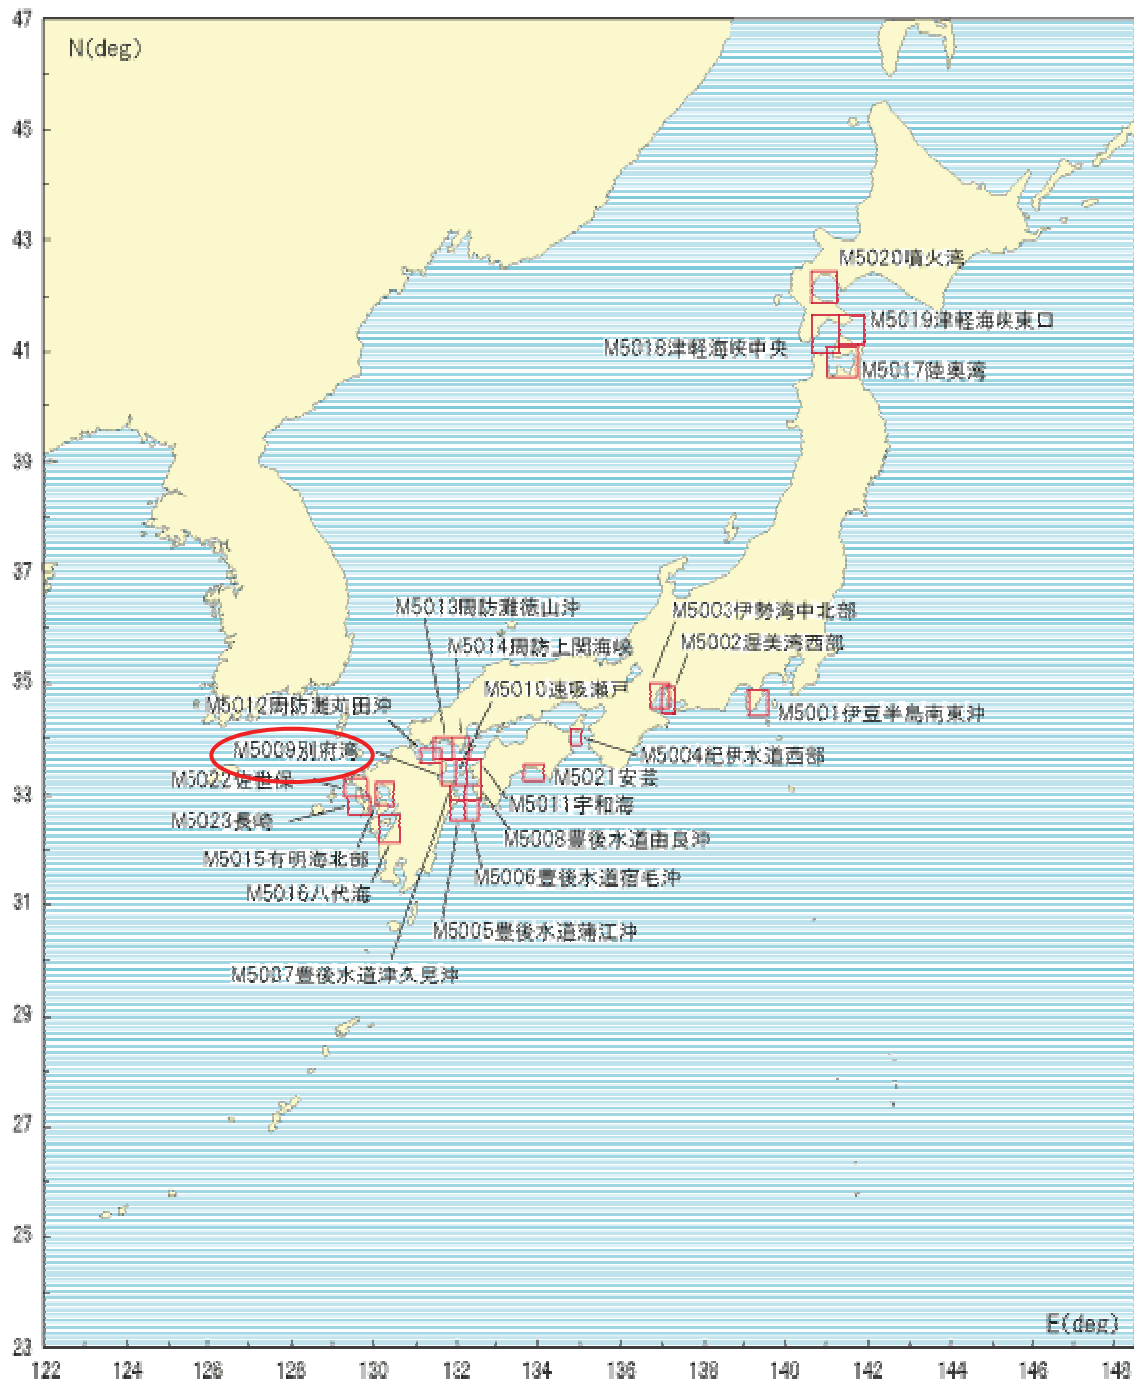 47
N(deg)
45
43
M5020噴火湾
M5019津軽海峡東口
M5018津軽海峡中央
41
M5017陸奥湾
39
37
M5013周防灘徳山沖
M5003伊勢湾中北部
M5014周防上関海峡
M5002渥美湾西部
35
M5010速吸瀬戸
M5012周防灘苅田沖
M5001伊豆半島南東沖
M5009別府湾
M5004紀伊水道西部
M5022佐世保
M5021安芸
33
M5011宇和海
M5023長崎
M5008豊後水道由良沖
M5015有明海北部
M5006豊後水道宿毛沖
M5016八代海
31
M5005豊後水道蒲江沖
M5007豊後水道津久見沖
29
27
25
E(deg)
23
122 124 126 128 130 132 134 136 138 140 142 144 146 148